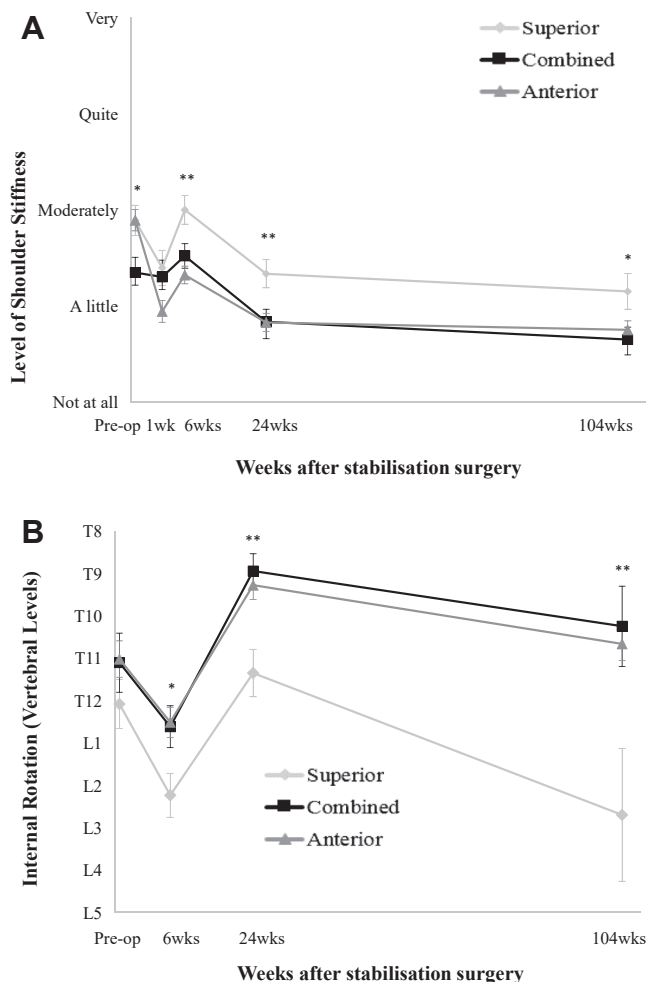 A
Very
Quite
Moderately
A little
Not at all
Level of Shoulder Stiffness
Superior
Combined
Anterior
*
**
**
*
Pre-op 1wk 6wks 24wks 104wks
Weeks after stabilisation surgery
B
T8
T9
T10
T11
T12
L1
L2
L3
L4
L5
Internal Rotation (Vertebral Levels)
*
**
**
Superior
Combined
Anterior
Pre-op 6wks 24wks 104wks
Weeks after stabilisation surgery